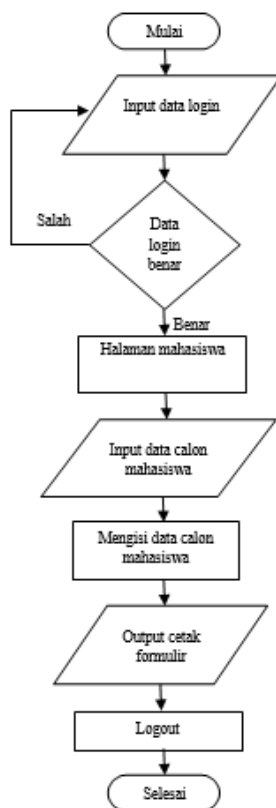 Mulai
Input data login
Salah
Data
login
benar
Benar
Halaman mahasiswa
Input data calon
mahasiswa
Mengisi data calon
mahasiswa
Output cetak
formulir
Logout
Selesai